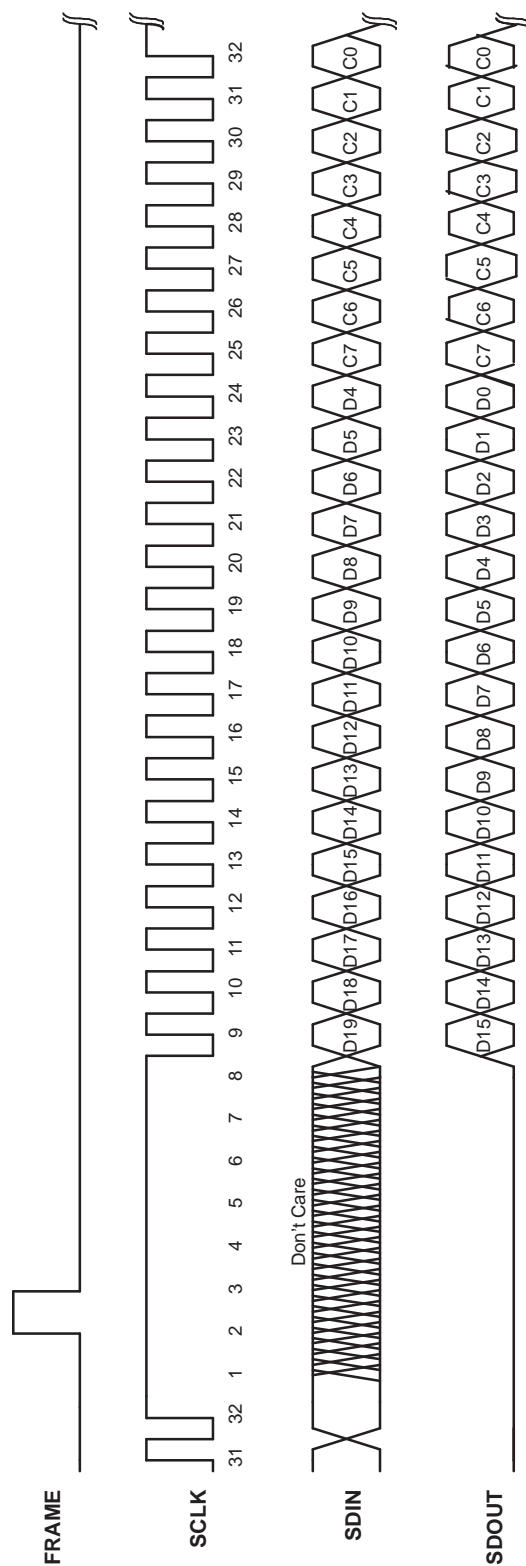 FRAME
SCLK
31 32 1 2 3 4 5 6 7 8 9 10 11 12 13 14 15 16 17 18 19 20 21 22 23 24 25 26 27 28 29 30 31 32
Don't Care
SDIN
D19 D18 D17 D16 D15 D14 D13 D12 D11 D10 D9 D8 D7 D6 D5 D4 C7 C6 C5 C4 C3 C2 C1 C0
SDOUT
D15 D14 D13 D12 D11 D10 D9 D8 D7 D6 D5 D4 D3 D2 D1 D0 C7 C6 C5 C4 C3 C2 C1 C0